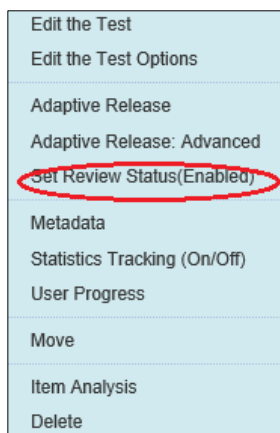 Edit the Test
Edit the Test Options
Adaptive Release
Adaptive Release: Advanced
Set Review Status(Enabled)
Metadata
Statistics Tracking (On/Off)
User Progress
Move
Item Analysis
Delete